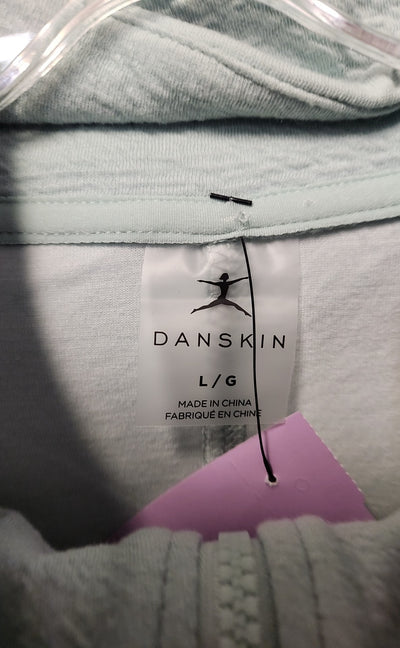 DANSKIN
L / G
MADE IN CHINA
FABRIQUÉ EN CHINE